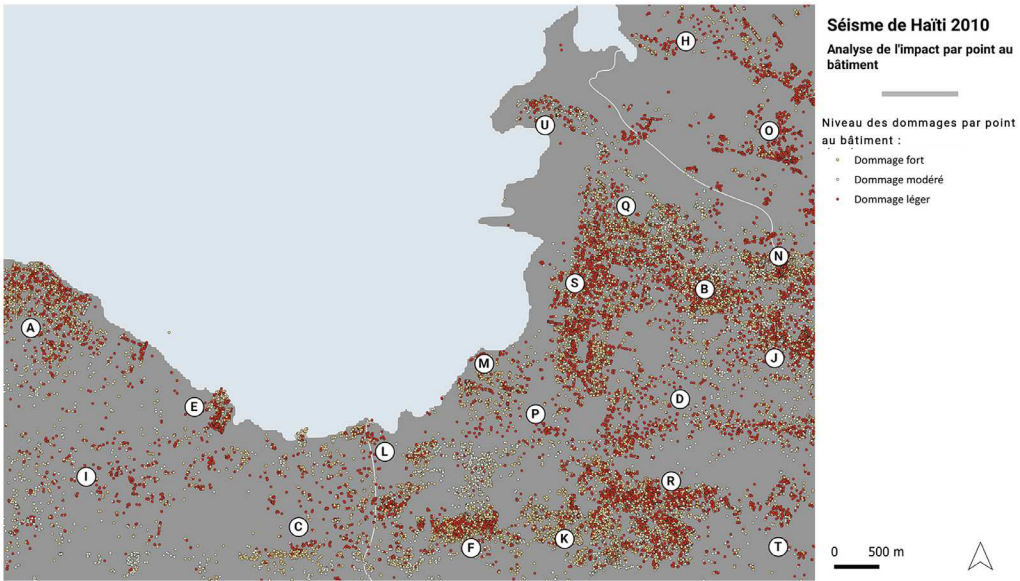 Séisme de Haïti 2010
Analyse de l'impact par point au
bâtiment
Niveau des dommages par point
au bâtiment :
Dommage fort
Dommage modéré
Dommage léger
0 500 m
H
U
O
Q
N
S
B
A
J
M
D
E
P
L
I
R
C
K
F
T